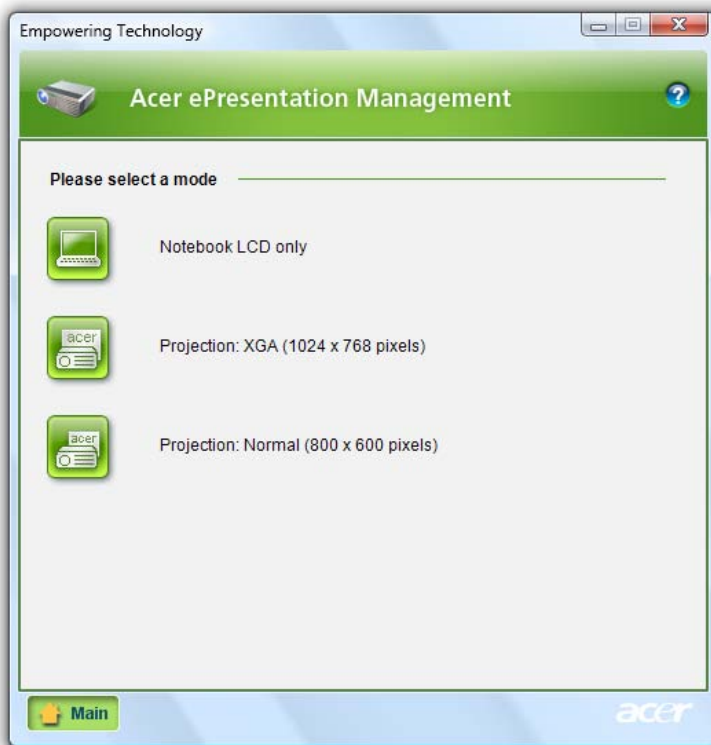 Empowering Technology
Acer ePresentation Management
?
Please select a mode
Notebook LCD only
acer
Projection: XGA (1024 x 768 pixels)
acer
Projection: Normal (800 x 600 pixels)
Main
acer